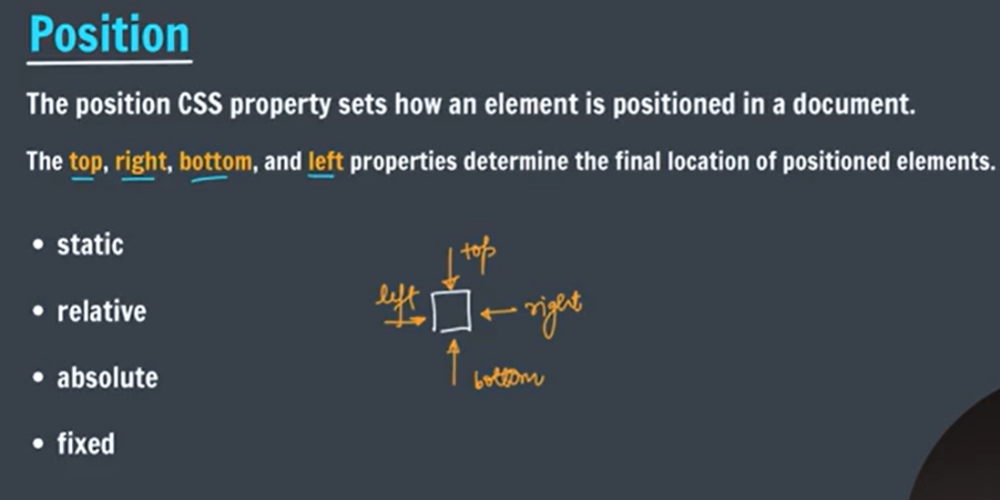 Position
The position CSS property sets how an element is positioned in a document.
The top, right, bottom, and left properties determine the final location of positioned elements.
• static
• relative
• absolute
• fixed
top
left
right
bottom